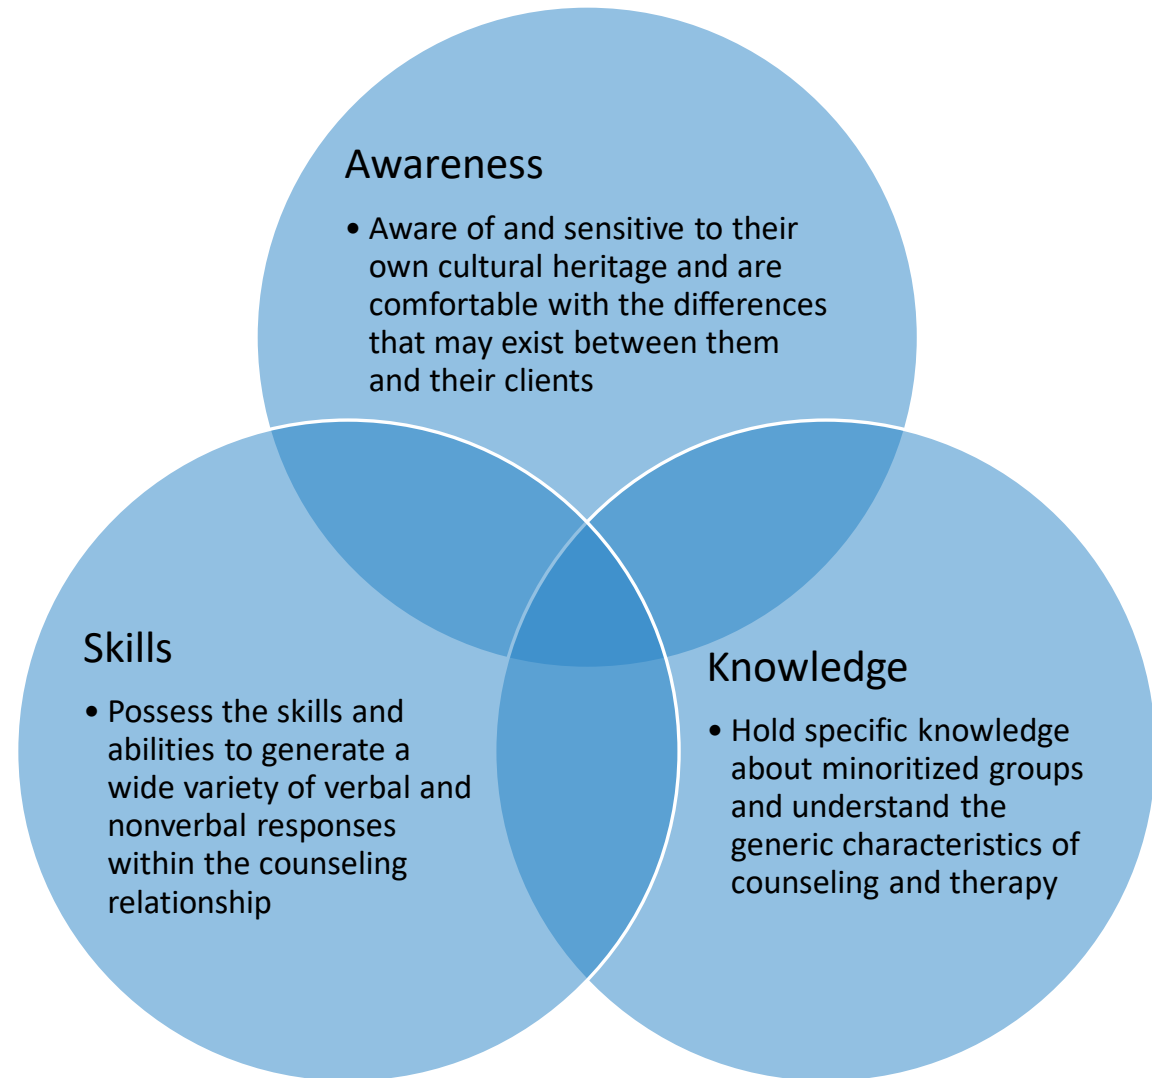 Awareness
• Aware of and sensitive to their
own cultural heritage and are
comfortable with the differences
that may exist between them
and their clients
Skills
• Possess the skills and
abilities to generate a
wide variety of verbal and
nonverbal responses
within the counseling
relationship
Knowledge
• Hold specific knowledge
about minoritized groups
and understand the
generic characteristics of
counseling and therapy